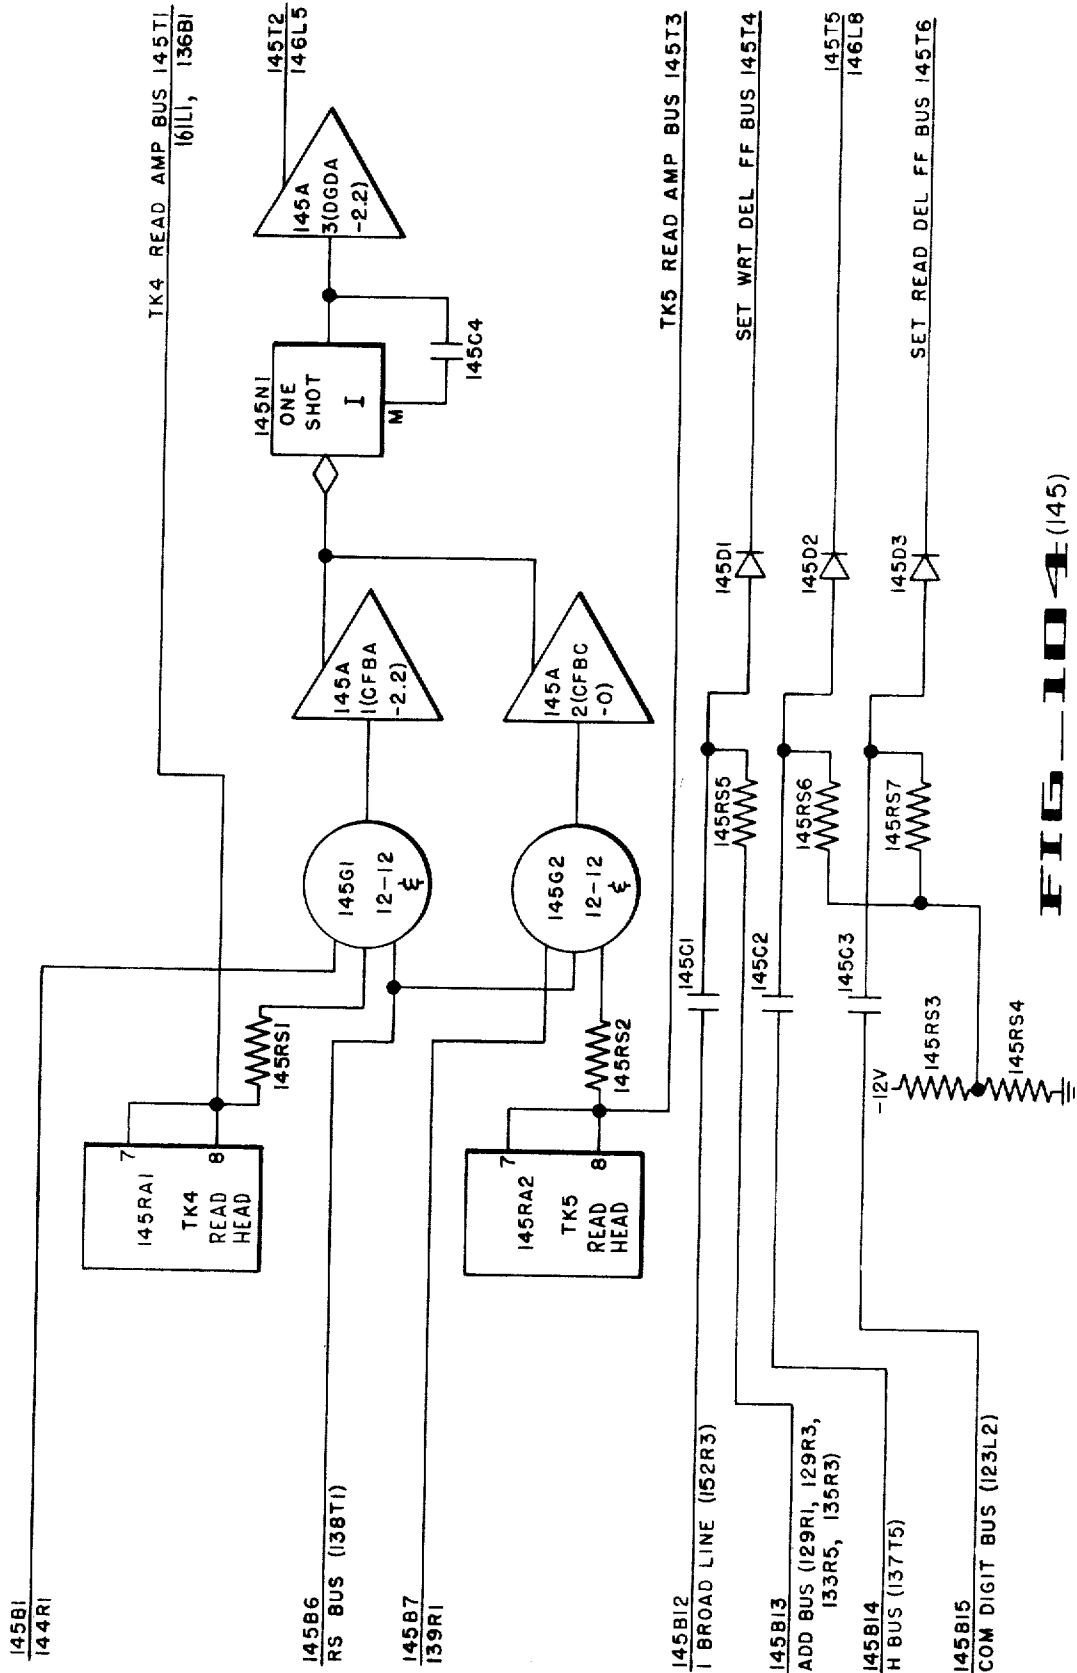 145B1
144R1
145B6
RS BUS (138T1)
145B7
139R1
145B12
1 BROAD LINE (152R3)
145B13
ADD BUS (129R1, 129R3,
133R5, 135R3)
145B14
H BUS (137T5)
145B15
COM DIGIT BUS (123L2)
145RA1
TK4
READ
HEAD
7
8
145RS1
145RA2
TK5
READ
HEAD
7
8
145RS2
145G1
12-12
&
145G2
12-12
&
145A
1(CFBA
-2.2)
145A
2(CFBC
-0)
145N1
ONE
SHOT
I
M
145C4
145A
3(DGDA
-2.2)
TK4 READ AMP BUS 145T1
161L1, 136B1
145T2
146L5
TK5 READ AMP BUS 145T3
145C1
145RS5
145D1
SET WRT DEL FF BUS 145T4
145C2
145RS6
145D2
145T5
146L8
145C3
145RS7
145D3
SET READ DEL FF BUS 145T6
-12V
145RS3
145RS4
FIG—104(145)